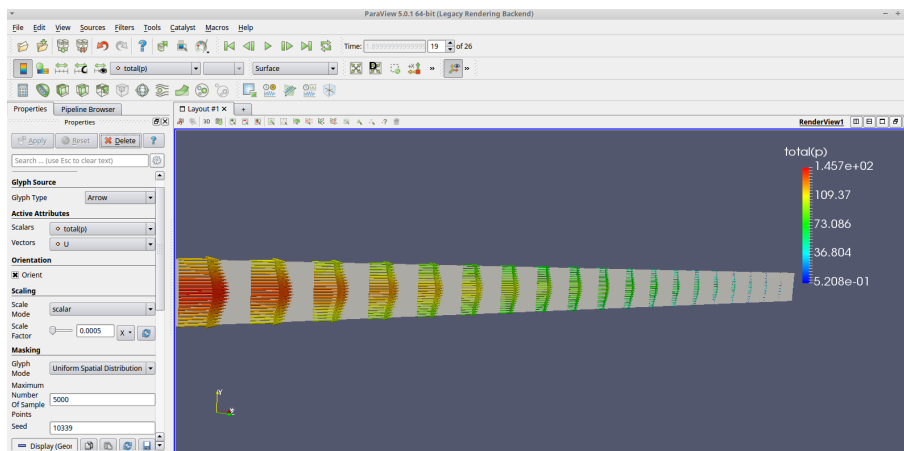 ParaView 5.0.1 64-bit (Legacy Rendering Backend)
File Edit View Sources Filters Tools Catalyst Macros Help
Time: 1.8999999999999 19 of 26
total(p) Surface
Properties Pipeline Browser
Layout #1
Properties
3D
RenderView1
Apply Reset Delete ?
Search ... (use Esc to clear text)
Glyph Source
Glyph Type Arrow
Active Attributes
Scalars total(p)
Vectors U
Orientation
Orient
Scaling
Scale Mode scalar
Scale Factor 0.0005 X
Masking
Glyph Mode Uniform Spatial Distribution
Maximum Number Of Sample Points 5000
Seed 10339
Display (Geor
total(p)
1.457e+02
109.37
73.086
36.804
5.208e-01
Y